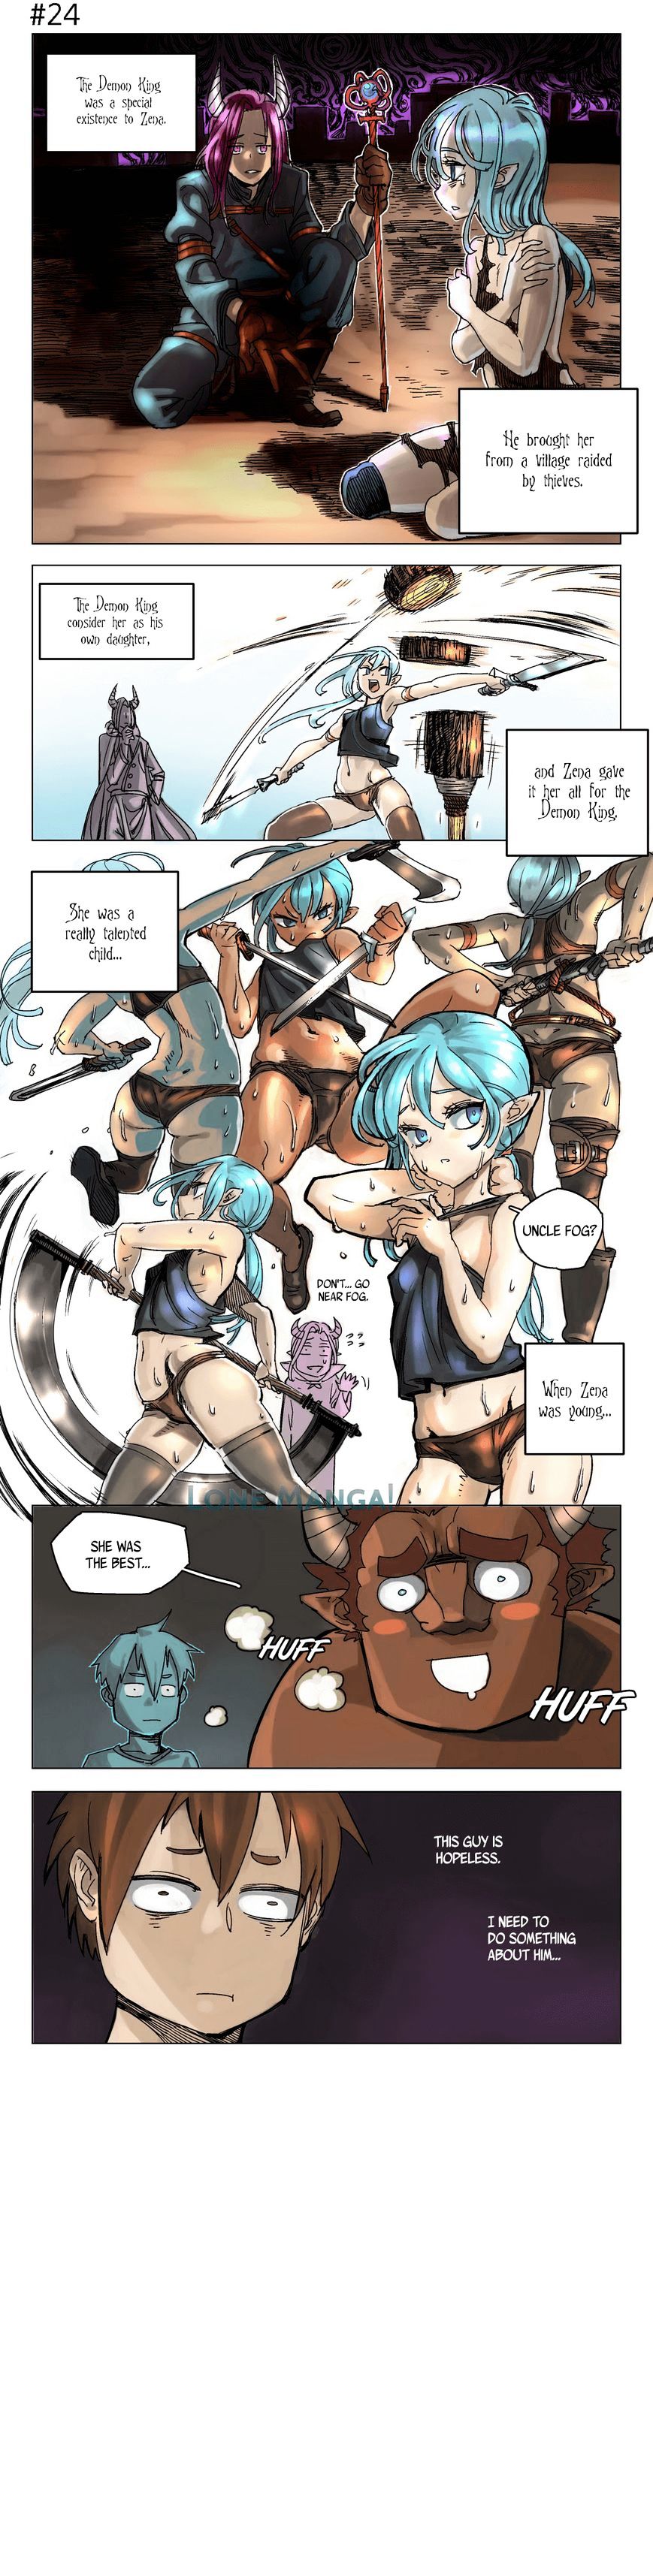 #24
The Demon King
was a special
existence to Zena.
He brought her
from a village raided
by thieves.
The Demon King
consider her as his
own daughter,
and Zena gave
it her all for the
Demon King.
She was a
really talented
child...
UNCLE FOG?
DON'T... GO
NEAR FOG.
When Zena
was young...
LONE MANGA!
SHE WAS
THE BEST...
HUFF
HUFF
THIS GUY IS
HOPELESS.
I NEED TO
DO SOMETHING
ABOUT HIM...